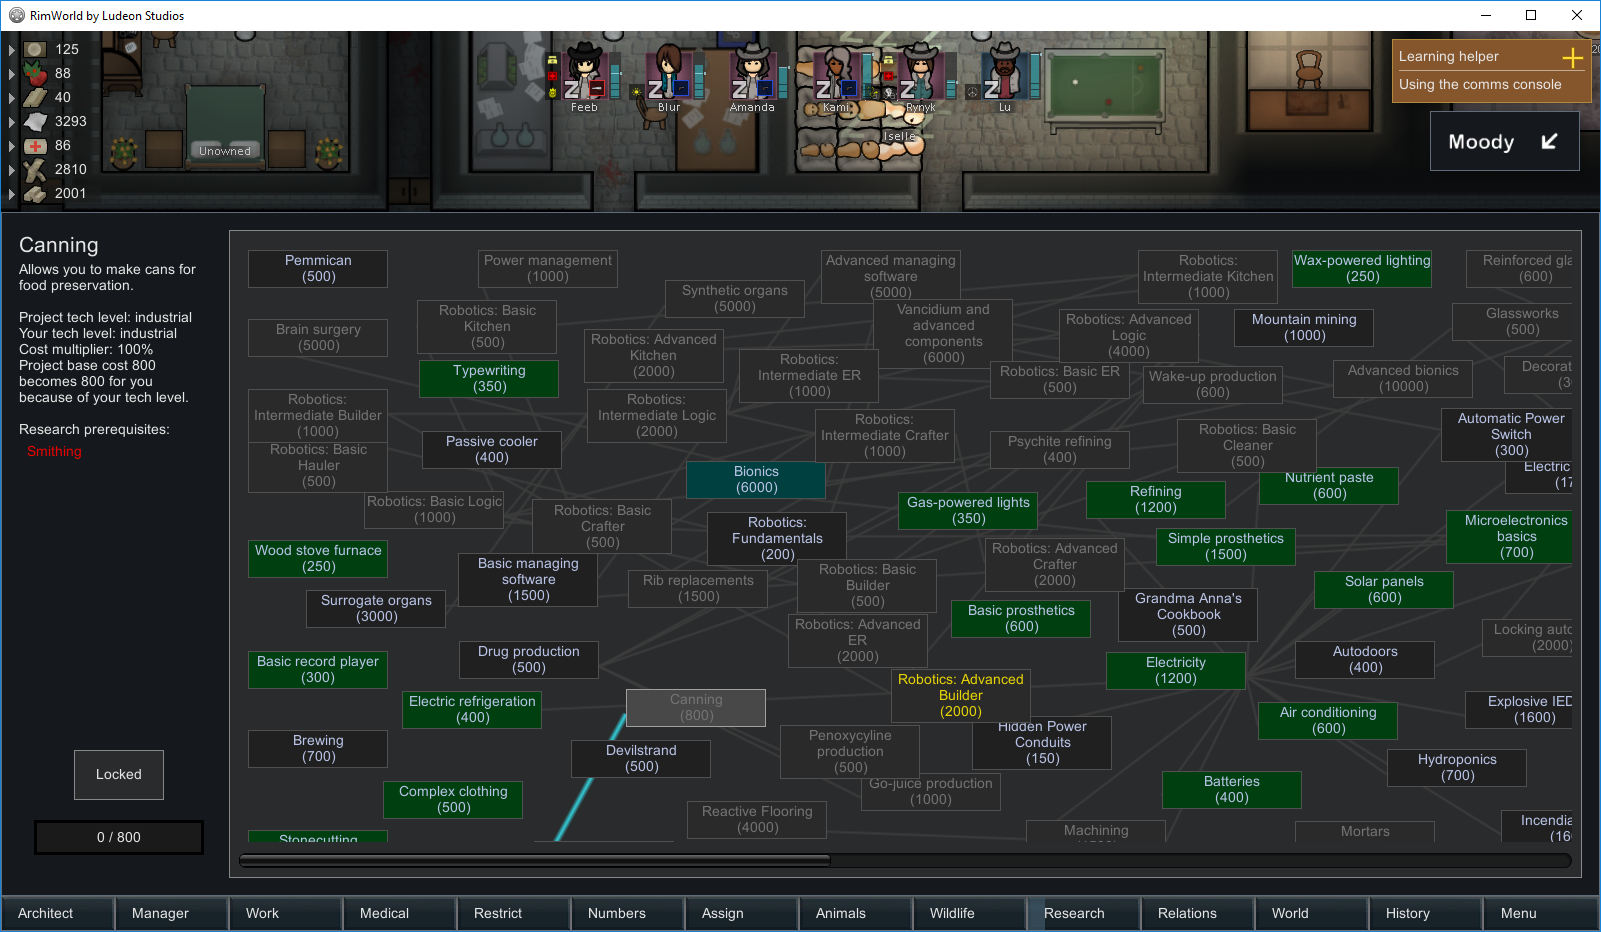 RimWorld by Ludeon Studios
125
88
40
3293
86
2810
2001
Unowned
Feeb
Blur
Amanda
Kami
Rynyk
Lu
Iselle
Learning helper
Using the comms console
Moody
Canning
Allows you to make cans for
food preservation.
Project tech level: industrial
Your tech level: industrial
Cost multiplier: 100%
Project base cost 800
becomes 800 for you
because of your tech level.
Research prerequisites:
Smithing
Locked
0 / 800
Pemmican
(500)
Power management
(1000)
Synthetic organs
(5000)
Advanced managing
software
(5000)
Robotics:
Intermediate Kitchen
(1000)
Wax-powered lighting
(250)
Reinforced gla
(600)
Brain surgery
(5000)
Robotics: Basic
Kitchen
(500)
Robotics: Advanced
Kitchen
(2000)
Vancidium and
advanced
components
(6000)
Robotics: Advanced
Logic
(4000)
Mountain mining
(1000)
Glassworks
(500)
Typewriting
(350)
Robotics:
Intermediate ER
(1000)
Robotics: Basic ER
(500)
Wake-up production
(600)
Advanced bionics
(10000)
Decorat
(3
Robotics:
Intermediate Builder
(1000)
Robotics:
Intermediate Logic
(2000)
Robotics:
Intermediate Crafter
(1000)
Robotics: Basic
Cleaner
(500)
Automatic Power
Switch
(300)
Robotics: Basic
Hauler
(500)
Passive cooler
(400)
Psychite refining
(400)
Bionics
(6000)
Nutrient paste
(600)
Electric
(17
Robotics: Basic Logic
(1000)
Robotics: Basic
Crafter
(500)
Robotics:
Fundamentals
(200)
Gas-powered lights
(350)
Refining
(1200)
Microelectronics
basics
(700)
Wood stove furnace
(250)
Basic managing
software
(1500)
Rib replacements
(1500)
Robotics: Basic
Builder
(500)
Robotics: Advanced
Crafter
(2000)
Simple prosthetics
(1500)
Solar panels
(600)
Surrogate organs
(3000)
Basic prosthetics
(600)
Grandma Anna's
Cookbook
(500)
Robotics: Advanced
ER
(2000)
Locking auto
(2000)
Basic record player
(300)
Drug production
(500)
Electricity
(1200)
Autodoors
(400)
Electric refrigeration
(400)
Canning
(800)
Robotics: Advanced
Builder
(2000)
Air conditioning
(600)
Explosive IED
(1600)
Brewing
(700)
Devilstrand
(500)
Penoxycyline
production
(500)
Hidden Power
Conduits
(150)
Hydroponics
(700)
Complex clothing
(500)
Go-juice production
(1000)
Batteries
(400)
Reactive Flooring
(4000)
Machining
Mortars
Incendia
(16
Stonecutting
Architect
Manager
Work
Medical
Restrict
Numbers
Assign
Animals
Wildlife
Research
Relations
World
History
Menu